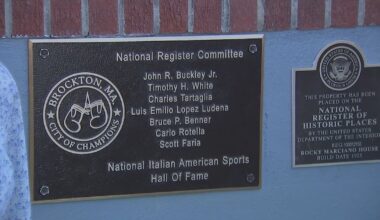 National Register Committee
John R. Buckley Jr.
Timothy H. White
Charles Tartaglia
Luis Emilio Lopez Ludena
Bruce P. Benner
Carlo Rotella
Scott Faria
National Italian American Sports
Hall Of Fame
BROCKTON, MA
CITY OF CHAMPIONS
THIS PROPERTY HAS BEEN
PLACED ON THE
NATIONAL
REGISTER OF
HISTORIC PLACES
BY THE UNITED STATES
DEPARTMENT OF THE INTERIOR
ROCKY MARCIANO HOUSE